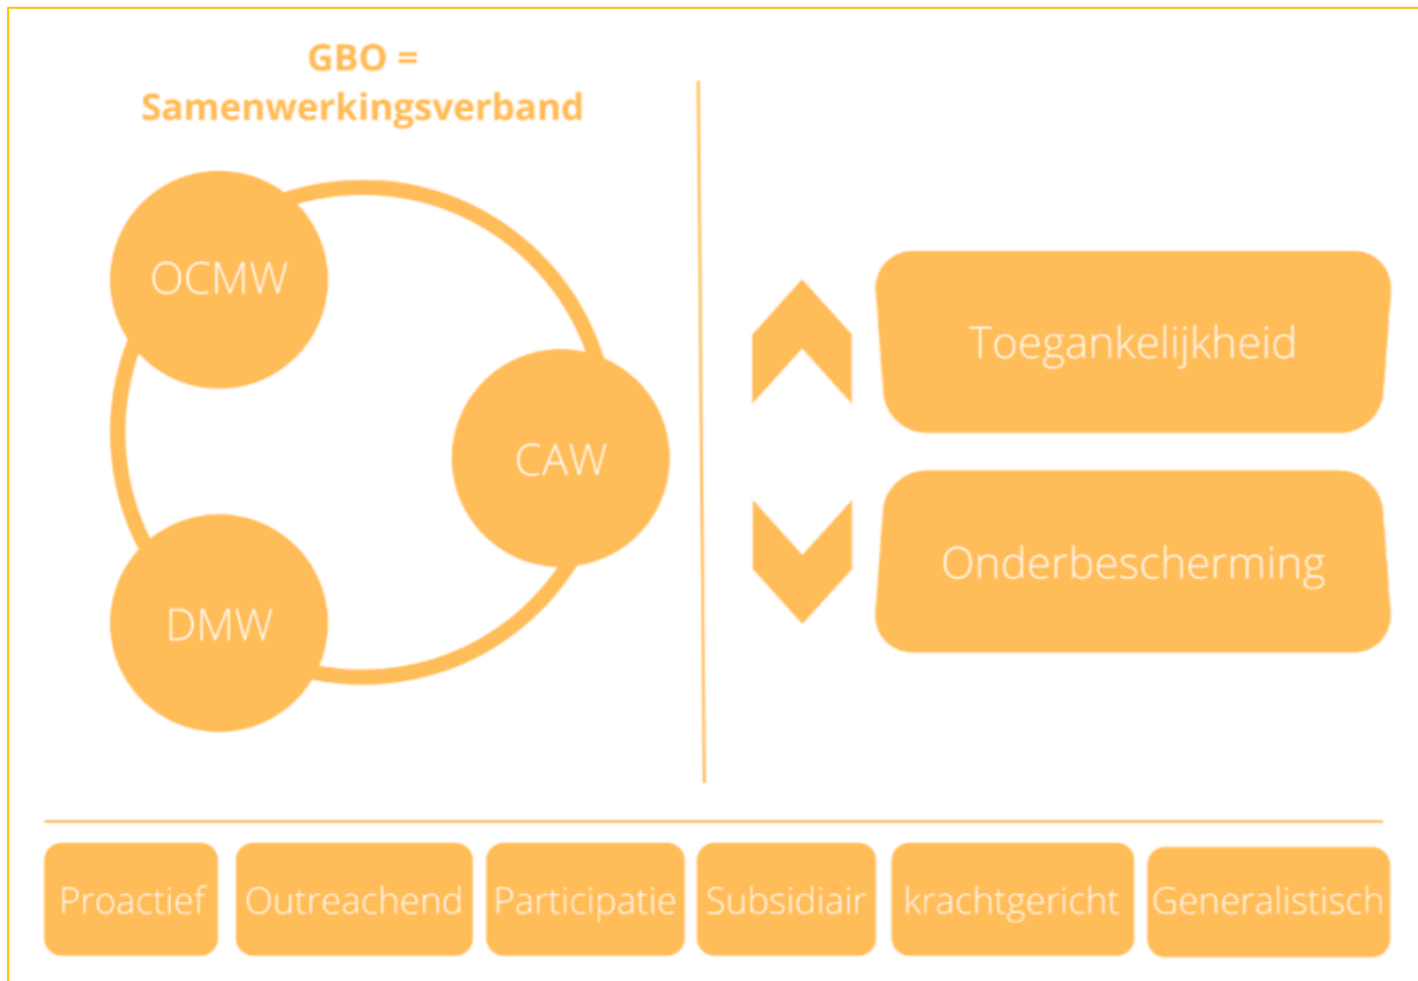 GBO =
Samenwerkingsverband
OCMW
CAW
DMW
Toegankelijkheid
Onderbescherming
Proactief
Outreachend
Participatie
Subsidiair
krachtgericht
Generalistisch